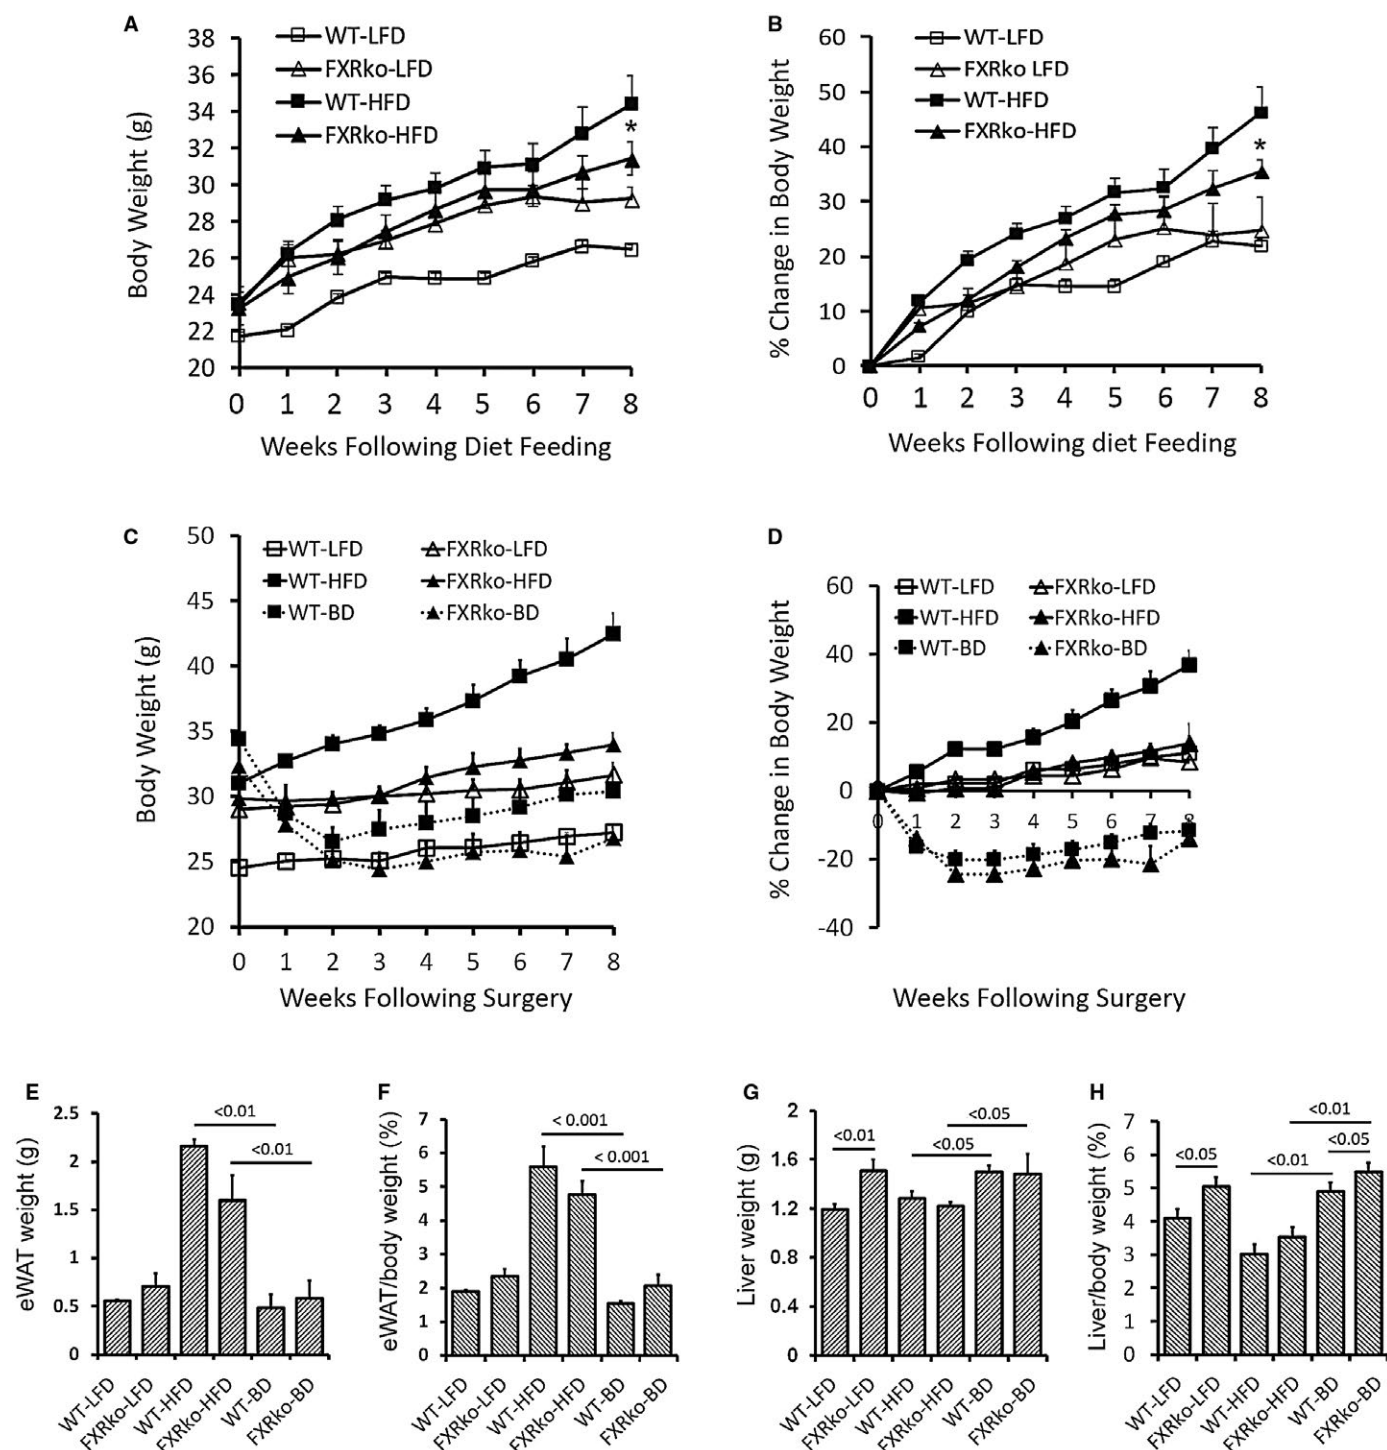 A
Body Weight (g)
38
36
34
32
30
28
26
24
22
20
WT-LFD
FXRko-LFD
WT-HFD
FXRko-HFD
*
0 1 2 3 4 5 6 7 8
Weeks Following Diet Feeding
B
% Change in Body Weight
60
50
40
30
20
10
0
WT-LFD
FXRko LFD
WT-HFD
FXRko-HFD
*
0 1 2 3 4 5 6 7 8
Weeks Following diet Feeding
C
Body Weight (g)
50
45
40
35
30
25
20
WT-LFD FXRko-LFD
WT-HFD FXRko-HFD
WT-BD FXRko-BD
0 1 2 3 4 5 6 7 8
Weeks Following Surgery
D
% Change in Body Weight
60
40
20
0
-20
-40
WT-LFD FXRko-LFD
WT-HFD FXRko-HFD
WT-BD FXRko-BD
0 1 2 3 4 5 6 7 8
Weeks Following Surgery
E
eWAT weight (g)
2.5
2
1.5
1
0.5
0
<0.01
<0.01
WT-LFD
FXRko-LFD
WT-HFD
FXRko-HFD
WT-BD
FXRko-BD
F
eWAT/body weight (%)
7
6
5
4
3
2
1
0
< 0.001
< 0.001
WT-LFD
FXRko-LFD
WT-HFD
FXRko-HFD
WT-BD
FXRko-BD
G
Liver weight (g)
2
1.6
1.2
0.8
0.4
0
<0.01
<0.05
<0.05
WT-LFD
FXRko-LFD
WT-HFD
FXRko-HFD
WT-BD
FXRko-BD
H
Liver/body weight (%)
7
6
5
4
3
2
1
0
<0.01
<0.05
<0.05
<0.01
WT-LFD
FXRko-LFD
WT-HFD
FXRko-HFD
WT-BD
FXRko-BD